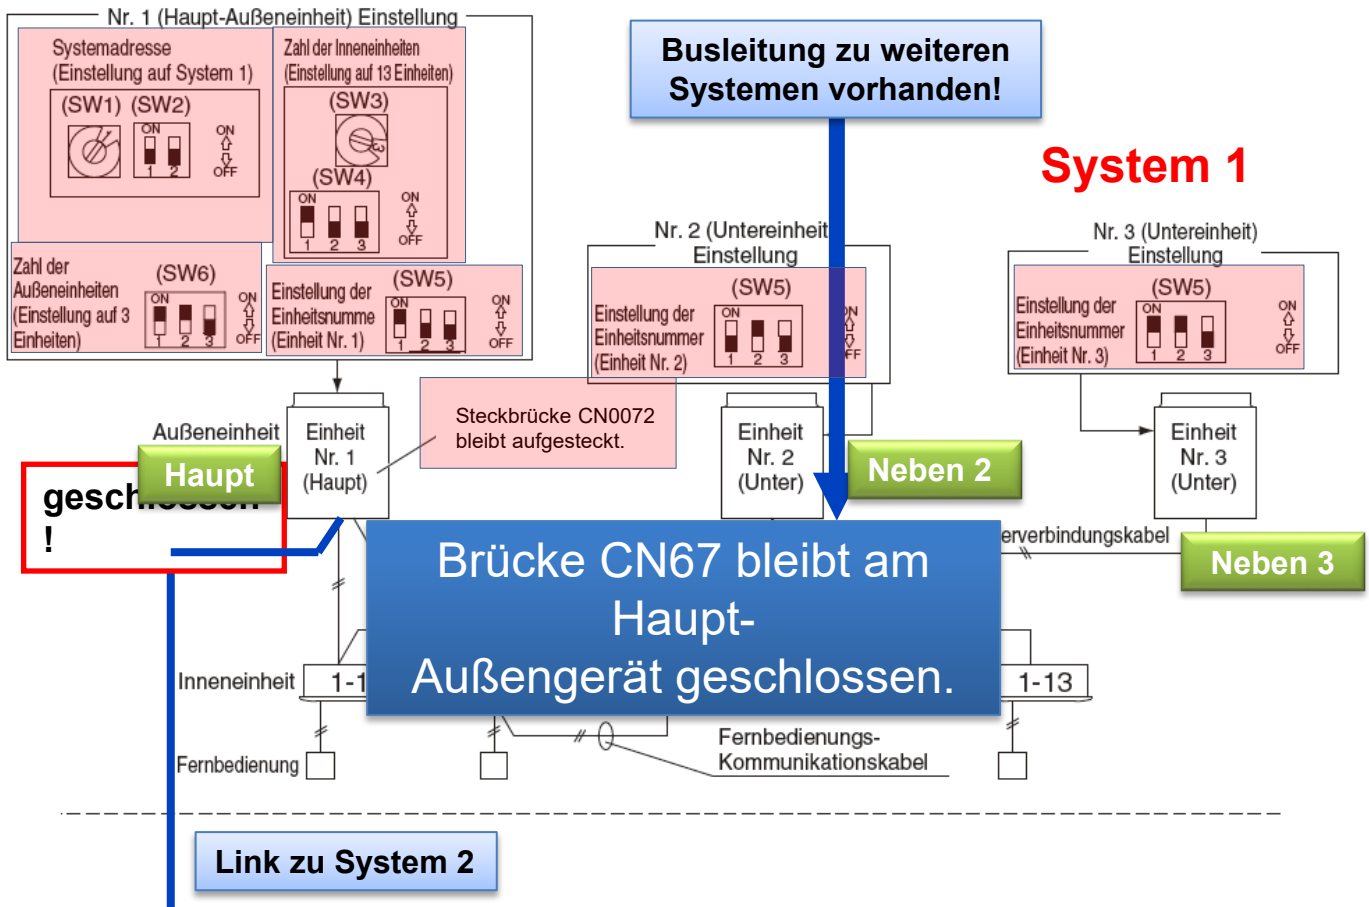 Nr. 1 (Haupt-Außeneinheit) Einstellung
Systemadresse
(Einstellung auf System 1)
(SW1) (SW2)
ON
1 2
ON
OFF
Zahl der Inneneinheiten
(Einstellung auf 13 Einheiten)
(SW3)
3
(SW4)
ON
1 2 3
ON
OFF
Zahl der
Außeneinheiten
(Einstellung auf 3
Einheiten)
(SW6)
ON
1 2 3
ON
OFF
Einstellung der
Einheitsnumme
(Einheit Nr. 1)
(SW5)
ON
1 2 3
ON
OFF
Busleitung zu weiteren
Systemen vorhanden!
System 1
Nr. 2 (Untereinheit
Einstellung
(SW5)
Einstellung der
Einheitsnummer
(Einheit Nr. 2)
ON
1 2 3
ON
OFF
Nr. 3 (Untereinheit)
Einstellung
(SW5)
Einstellung der
Einheitsnummer
(Einheit Nr. 3)
ON
1 2 3
ON
OFF
Steckbrücke CN0072
bleibt aufgesteckt.
Außeneinheit
Einheit
Nr. 1
(Haupt)
Haupt
geschlossen
!
Einheit
Nr. 2
(Unter)
Neben 2
Einheit
Nr. 3
(Unter)
Neben 3
erverbindungskabel
Brücke CN67 bleibt am
Haupt-
Außengerät geschlossen.
Inneneinheit
1-1
1-13
Fernbedienung
Fernbedienungs-
Kommunikationskabel
Link zu System 2